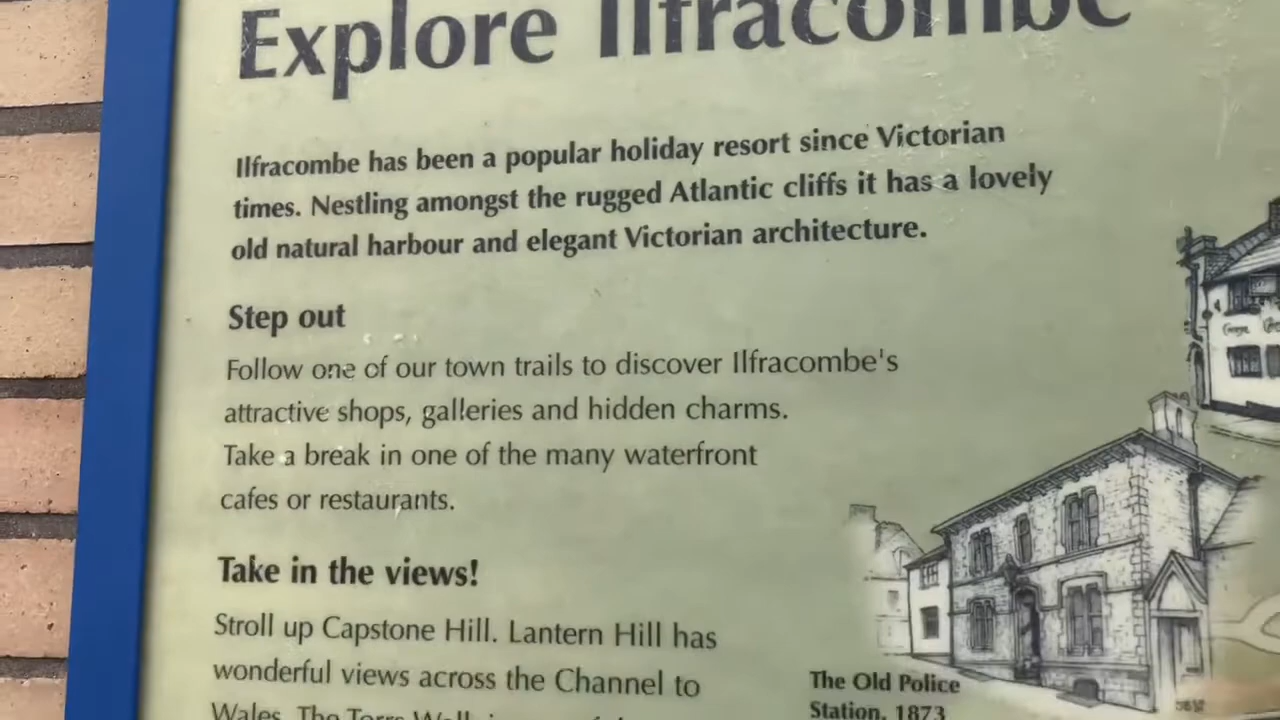 Explore Ilfracombe
Ilfracombe has been a popular holiday resort since Victorian
times. Nestling amongst the rugged Atlantic cliffs it has a lovely
old natural harbour and elegant Victorian architecture.
Step out
Follow one of our town trails to discover Ilfracombe's
attractive shops, galleries and hidden charms.
Take a break in one of the many waterfront
cafes or restaurants.
Take in the views!
Stroll up Capstone Hill. Lantern Hill has
wonderful views across the Channel to
Wales. The Torrs Walk
The Old Police
Station, 1873